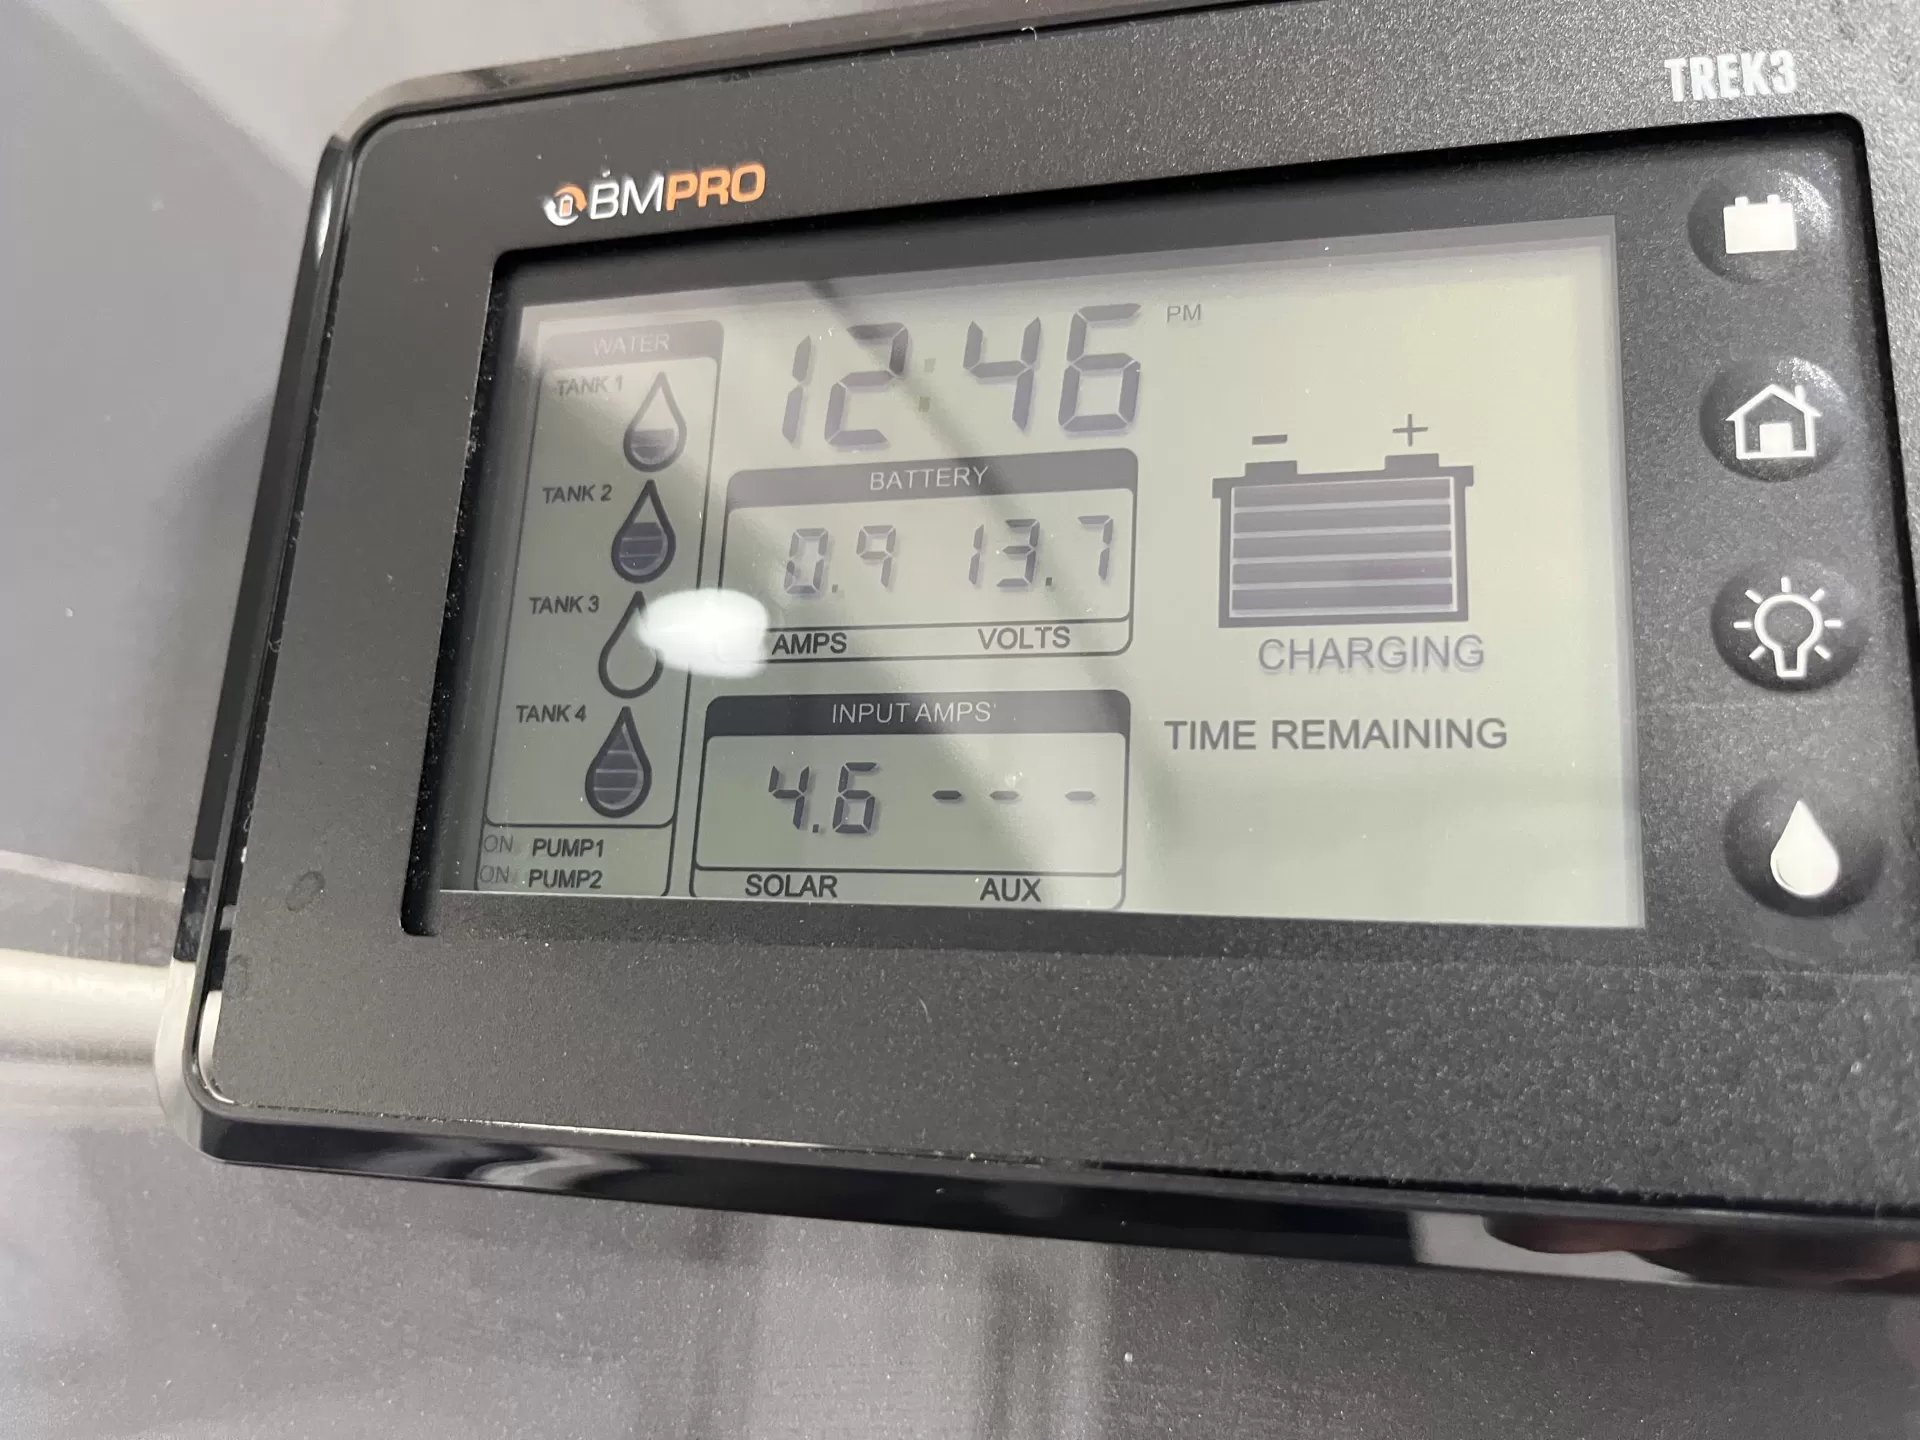 TREK3
BMPRO
12:46 PM
WATER
TANK 1
TANK 2
TANK 3
TANK 4
ON PUMP1
ON PUMP2
BATTERY
0.9 13.7
AMPS VOLTS
INPUT AMPS
4.6 ---
SOLAR AUX
- +
CHARGING
TIME REMAINING